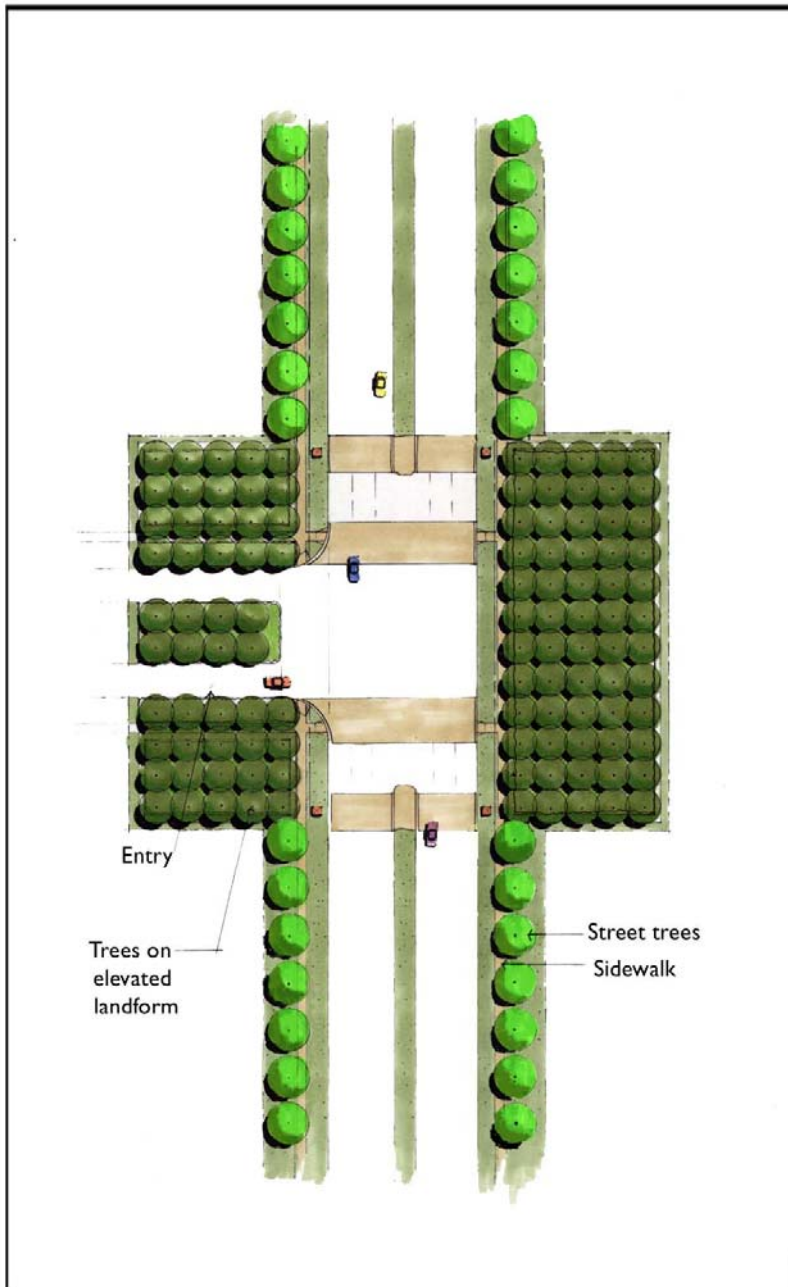 Entry
Trees on
elevated
landform
Street trees
Sidewalk